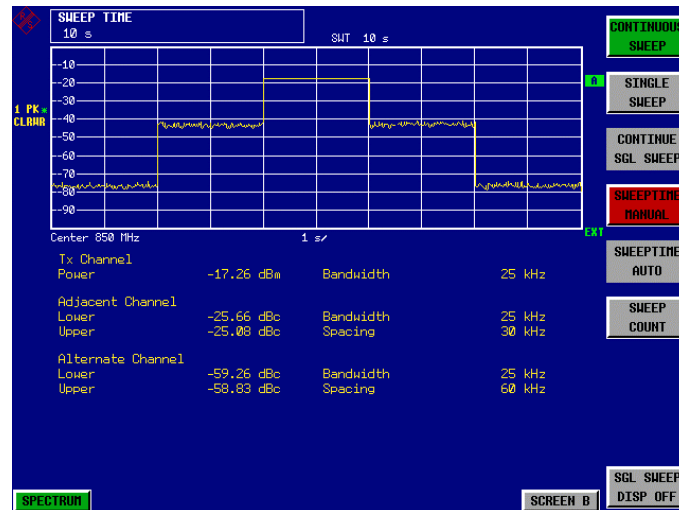 SWEEP TIME
10 s
SWT 10 s
CONTINUOUS
SWEEP
-10
-20
A
SINGLE
SWEEP
-30
1 PK*
CLRWR
-40
-50
CONTINUE
SGL SWEEP
-60
-70
-80
SWEEPTIME
MANUAL
-90
EXT
Center 850 MHz 1 s/
Tx Channel
Power -17.26 dBm Bandwidth 25 kHz
SWEEPTIME
AUTO
Adjacent Channel
Lower -25.66 dBc Bandwidth 25 kHz
Upper -25.08 dBc Spacing 30 kHz
SWEEP
COUNT
Alternate Channel
Lower -59.26 dBc Bandwidth 25 kHz
Upper -58.83 dBc Spacing 60 kHz
SGL SWEEP
DISP OFF
SPECTRUM
SCREEN B